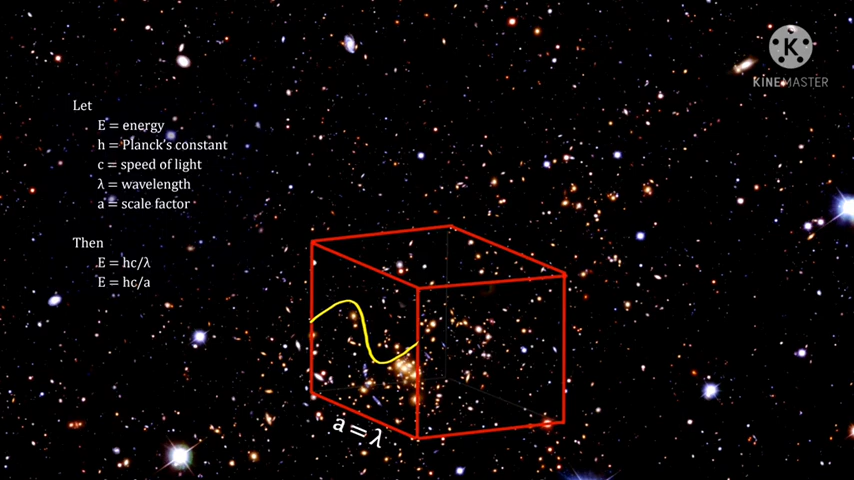 Let
E = energy
h = Planck's constant
c = speed of light
λ = wavelength
a = scale factor
Then
E = hc/λ
E = hc/a
a = λ
K
KINEMASTER